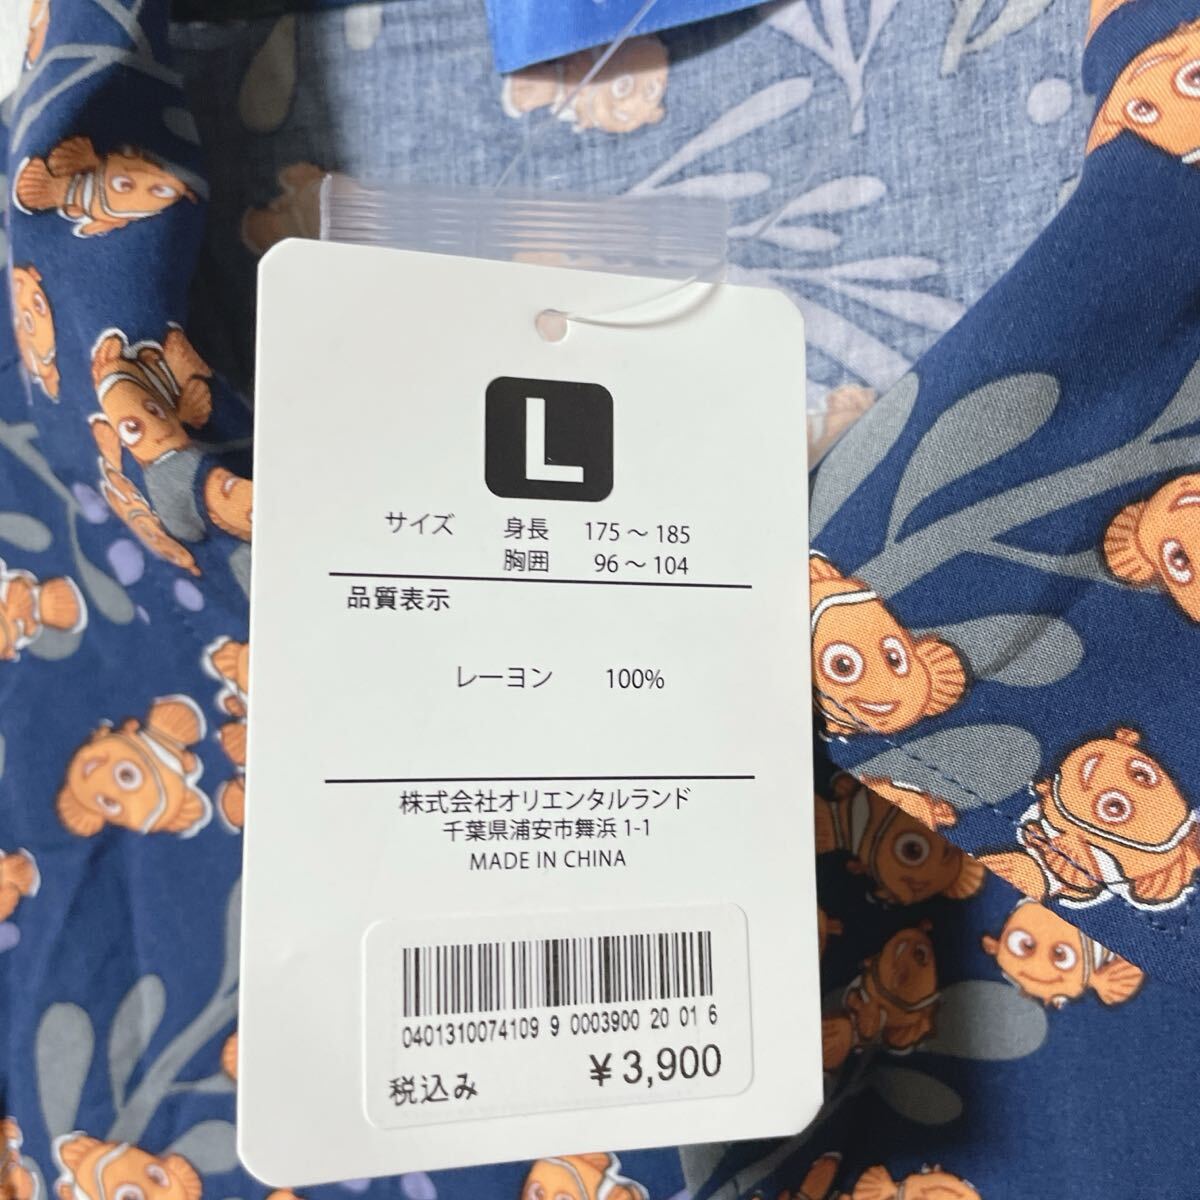 L
サイズ 身長 175～185
胸囲 96～104
品質表示
レーヨン 100%
株式会社オリエンタルランド
千葉県浦安市舞浜 1-1
MADE IN CHINA
0401310074109 9 0003900 20 01 6
税込み ￥3,900